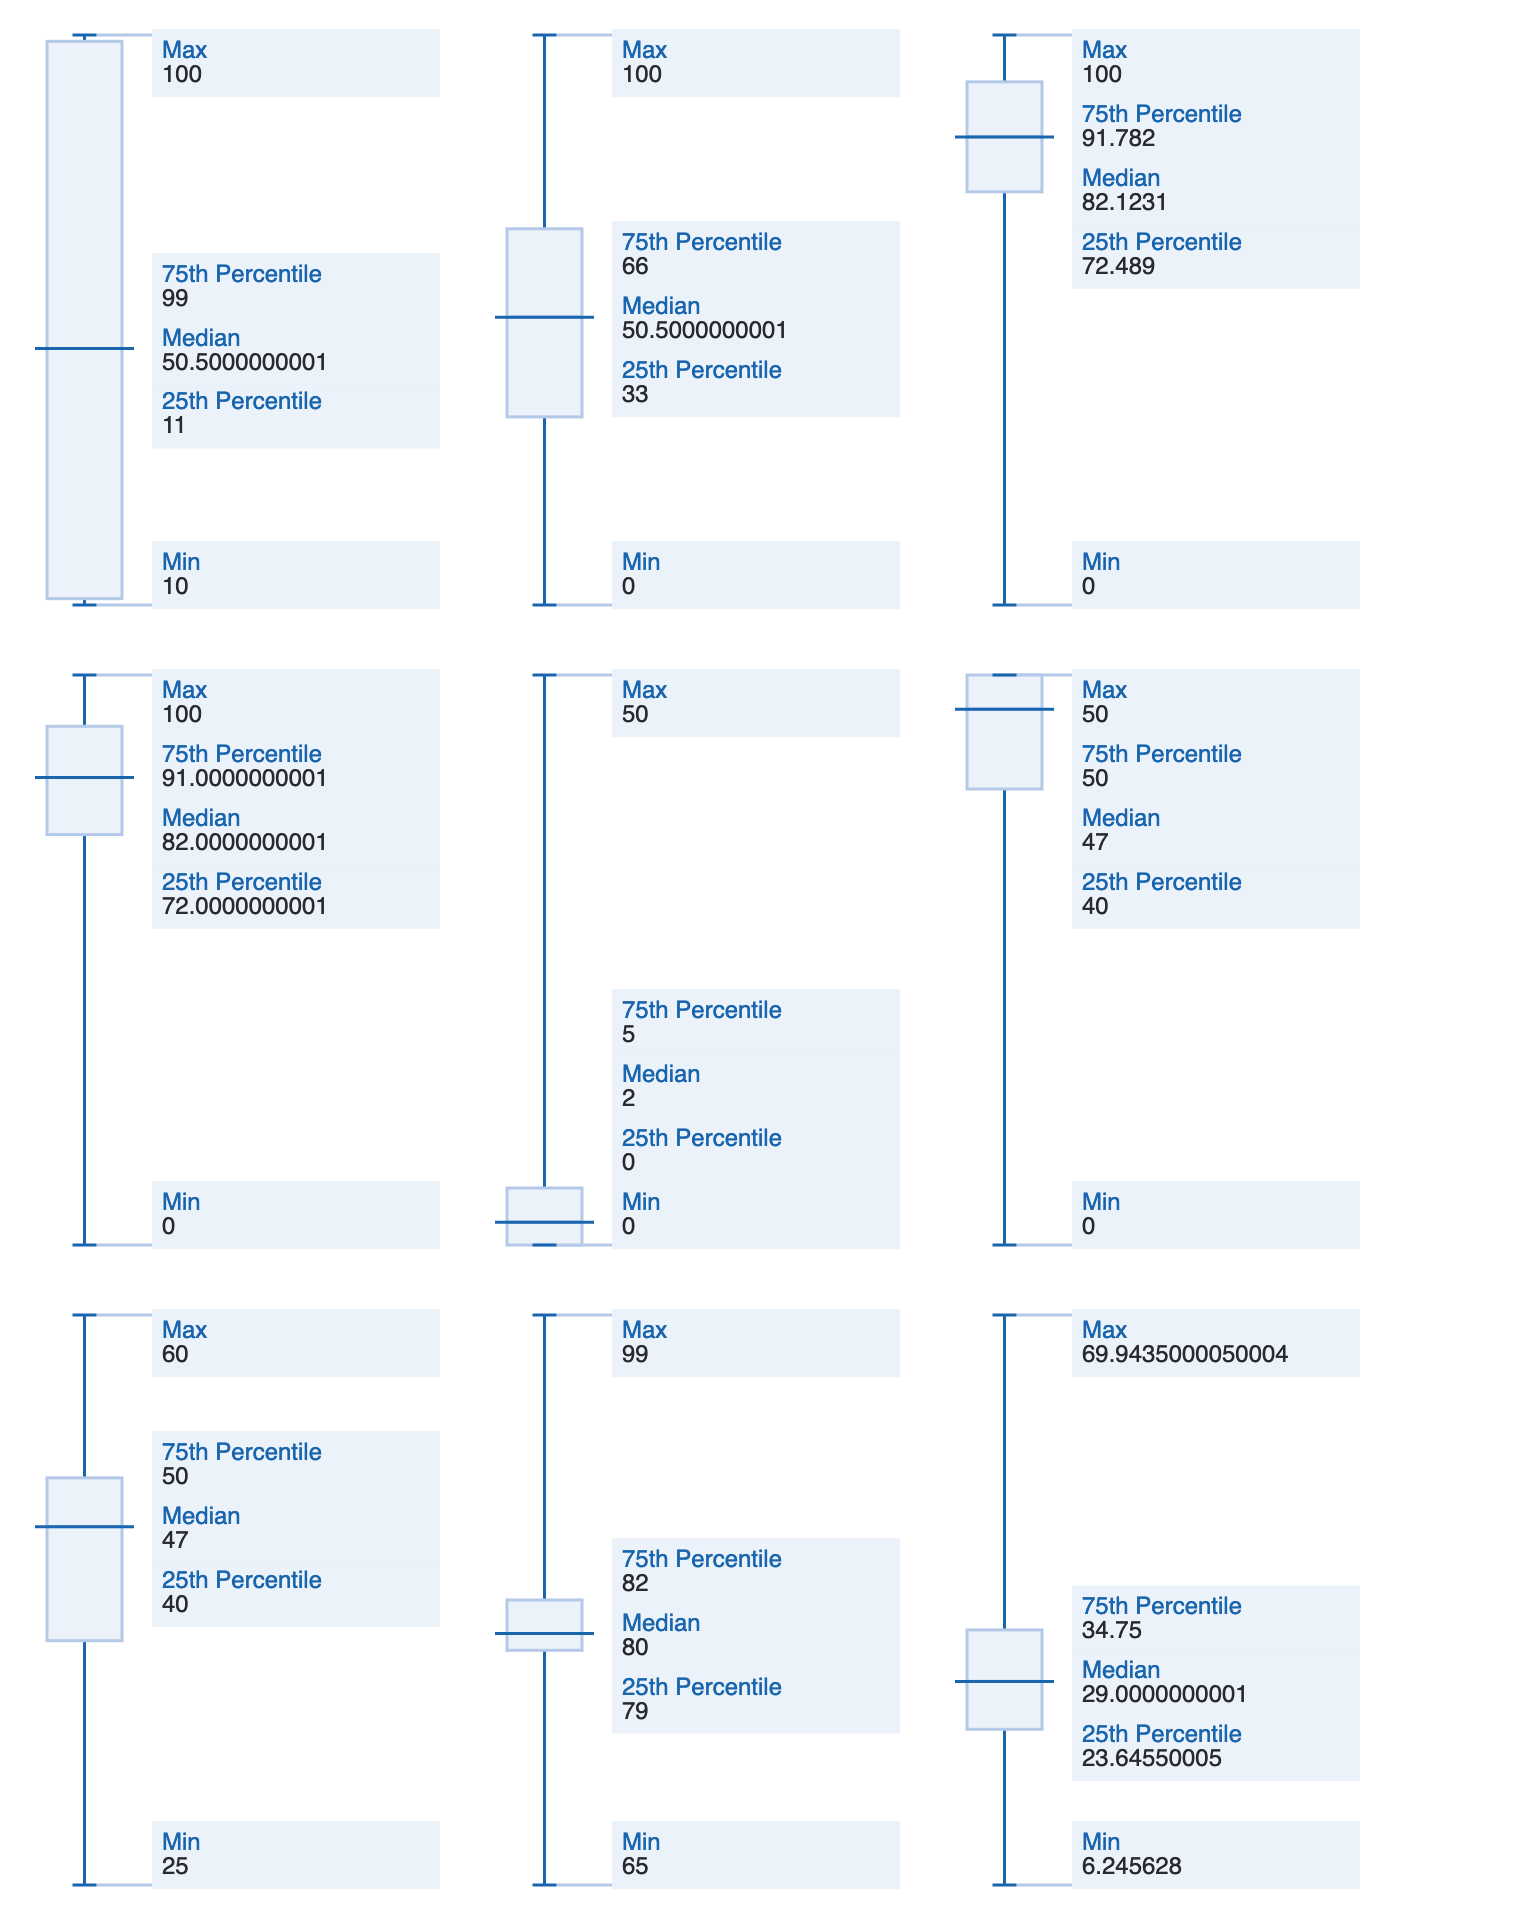 Max
100
75th Percentile
99
Median
50.5000000001
25th Percentile
11
Min
10
Max
100
75th Percentile
66
Median
50.5000000001
25th Percentile
33
Min
0
Max
100
75th Percentile
91.782
Median
82.1231
25th Percentile
72.489
Min
0
Max
100
75th Percentile
91.0000000001
Median
82.0000000001
25th Percentile
72.0000000001
Min
0
Max
50
75th Percentile
5
Median
2
25th Percentile
0
Min
0
Max
50
75th Percentile
50
Median
47
25th Percentile
40
Min
0
Max
60
75th Percentile
50
Median
47
25th Percentile
40
Min
25
Max
99
75th Percentile
82
Median
80
25th Percentile
79
Min
65
Max
69.9435000050004
75th Percentile
34.75
Median
29.0000000001
25th Percentile
23.64550005
Min
6.245628